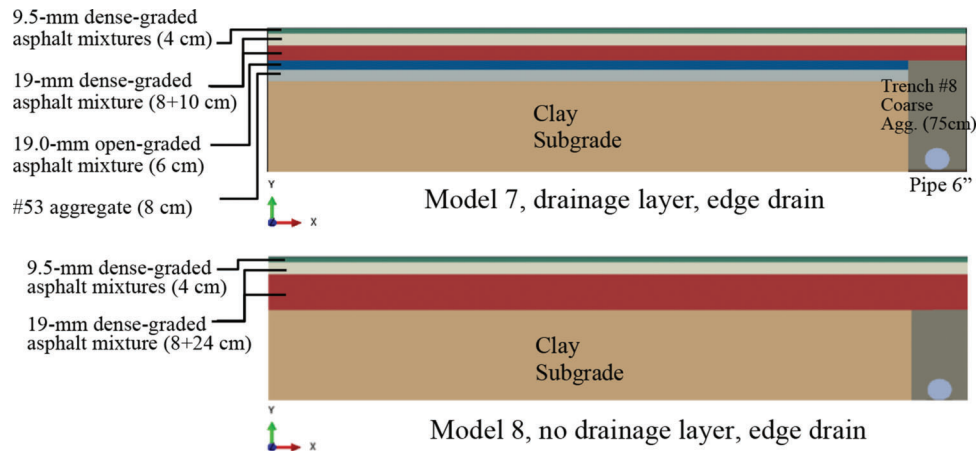 9.5-mm dense-graded
asphalt mixtures (4 cm)
19-mm dense-graded
asphalt mixture (8+10 cm)
19.0-mm open-graded
asphalt mixture
(6 cm)
#53 aggregate (8 cm)
Clay
Subgrade
Trench #8
Coarse
Agg. (75cm)
Pipe 6”
Y
X
Model 7, drainage layer, edge drain
9.5-mm dense-graded
asphalt mixtures (4 cm)
19-mm dense-graded
asphalt mixture (8+24 cm)
Clay
Subgrade
Y
X
Model 8, no drainage layer, edge drain